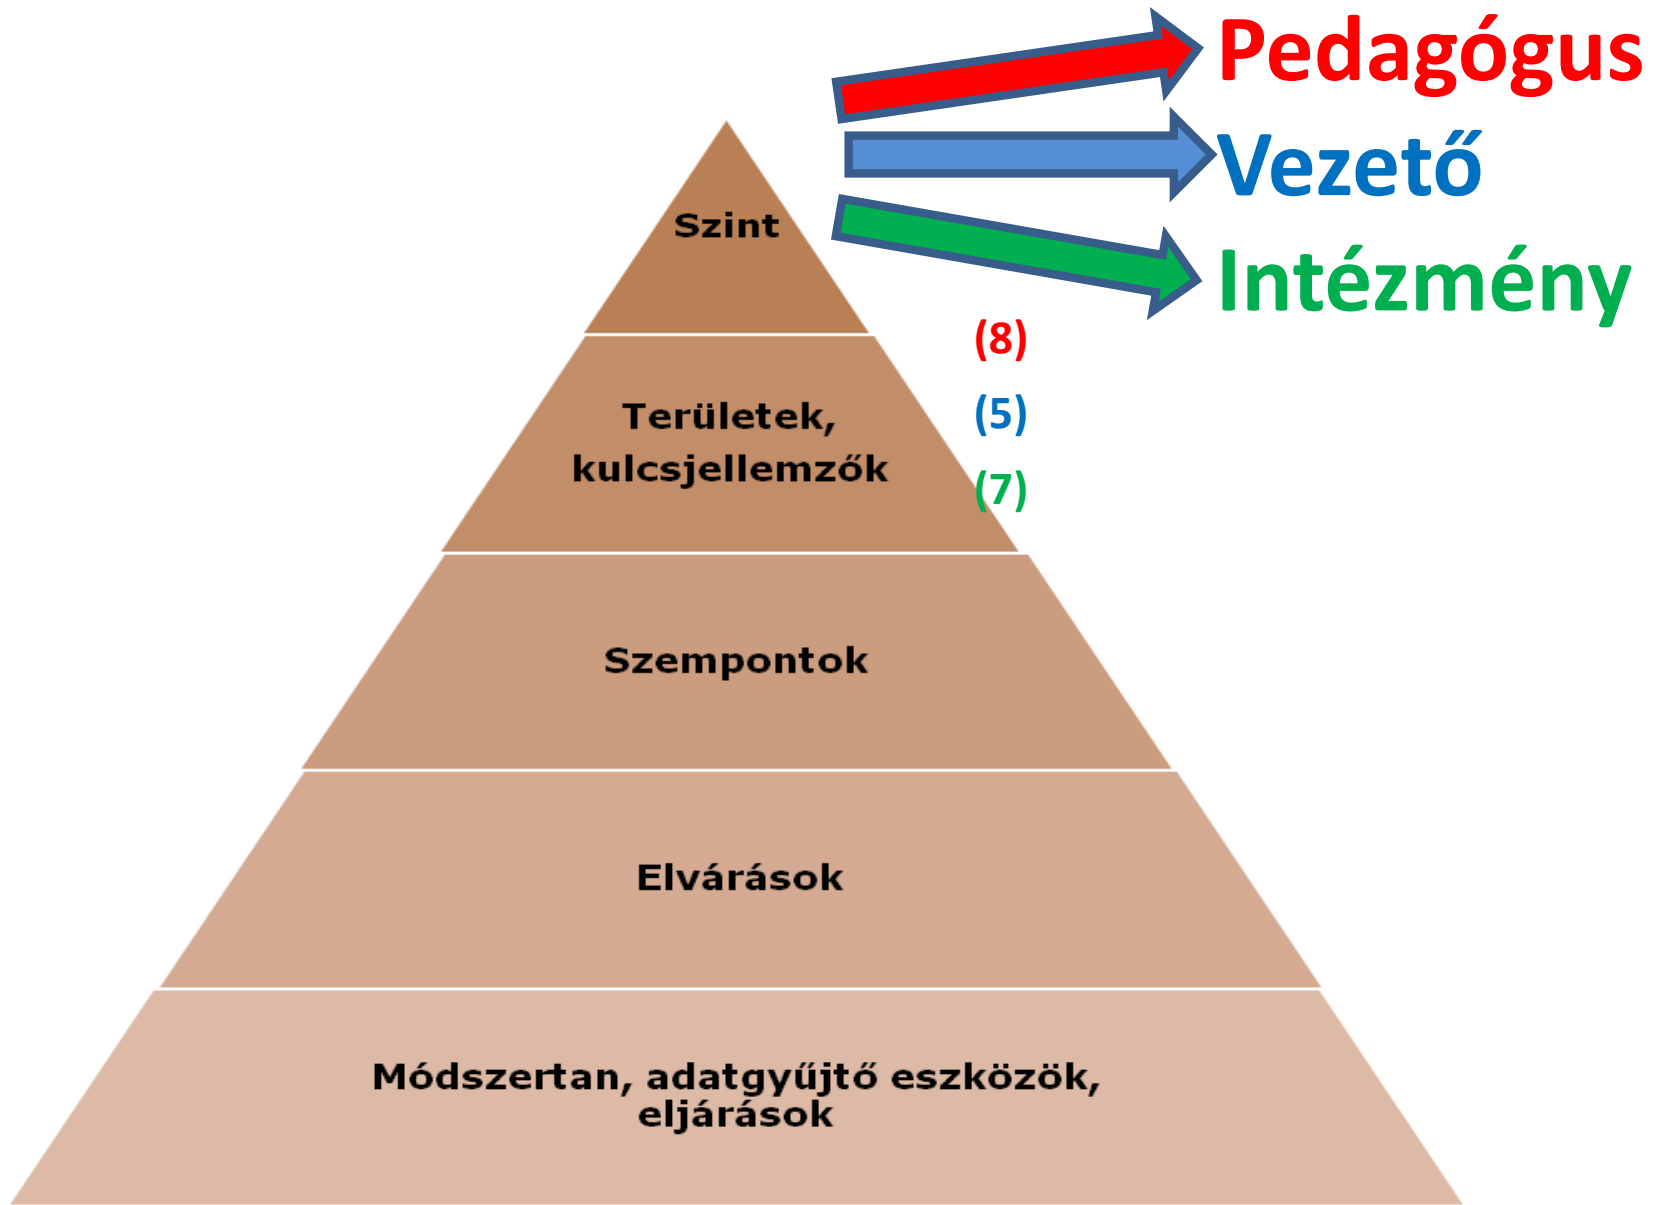 Pedagógus
Vezető
Intézmény
Szint
(8)
Területek,
(5)
kulcsjellemzők
(7)
Szempontok
Elvárások
Módszertan, adatgyűjtő eszközök,
eljárások